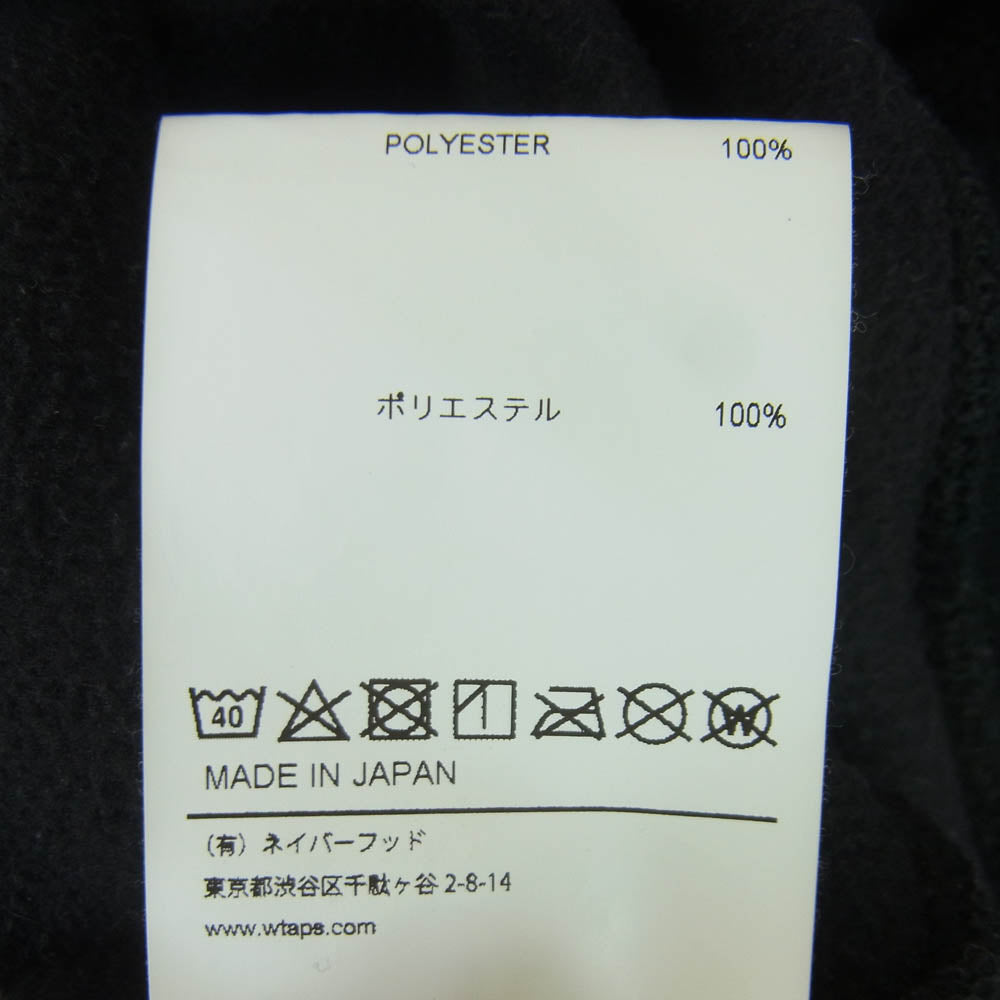 POLYESTER 100%
ポリエステル 100%
40
W
MADE IN JAPAN
(有) ネイバーフッド
東京都渋谷区千駄ヶ谷 2-8-14
www.wtaps.com